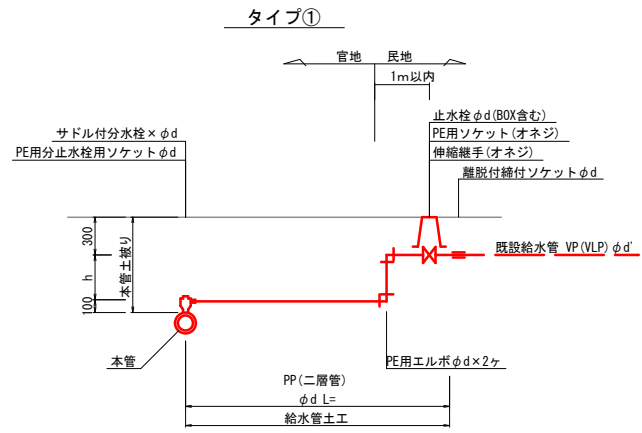 タイプ①
官地 民地
1m以内
止水栓φd(BOX含む)
サドル付分水栓×φd
PE用ソケット(オネジ)
PE用分止水栓用ソケットφd
伸縮継手(オネジ)
離脱付締付ソケットφd
300
h
100
本管土被り
既設給水管 VP(VLP)φd'
本管
PE用エルボφd×2ヶ
PP(二層管)
φd L=
給水管土工